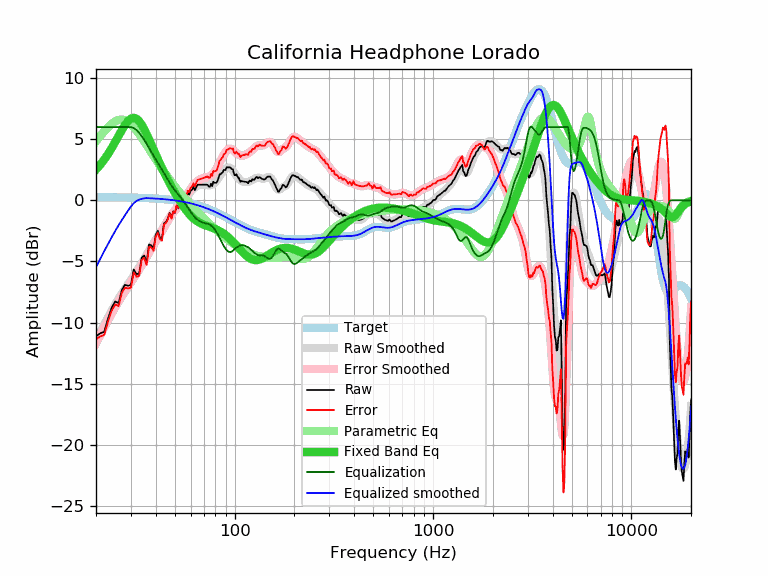 California Headphone Lorado
10
5
0
−5
−10
−15
−20
−25
Amplitude (dBr)
Target
Raw Smoothed
Error Smoothed
Raw
Error
Parametric Eq
Fixed Band Eq
Equalization
Equalized smoothed
100 1000 10000
Frequency (Hz)